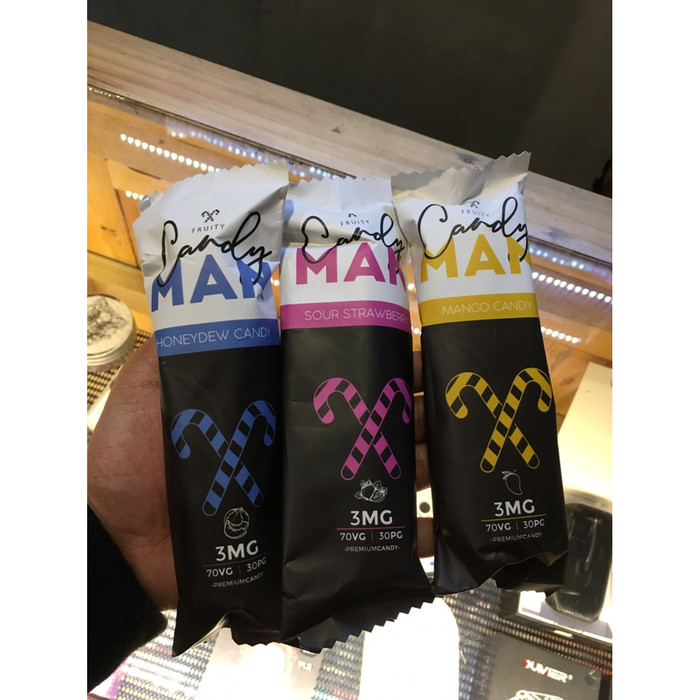 FRUITY
Candy
MAN
HONEYDEW CANDY
3MG
70VG | 30PG
-PREMIUMCANDY-
FRUITY
Candy
MAN
SOUR STRAWBERRY
3MG
70VG | 30PG
-PREMIUMCANDY-
FRUITY
Candy
MAN
MANGO CANDY
3MG
70VG | 30PG
-PREMIUMCANDY-